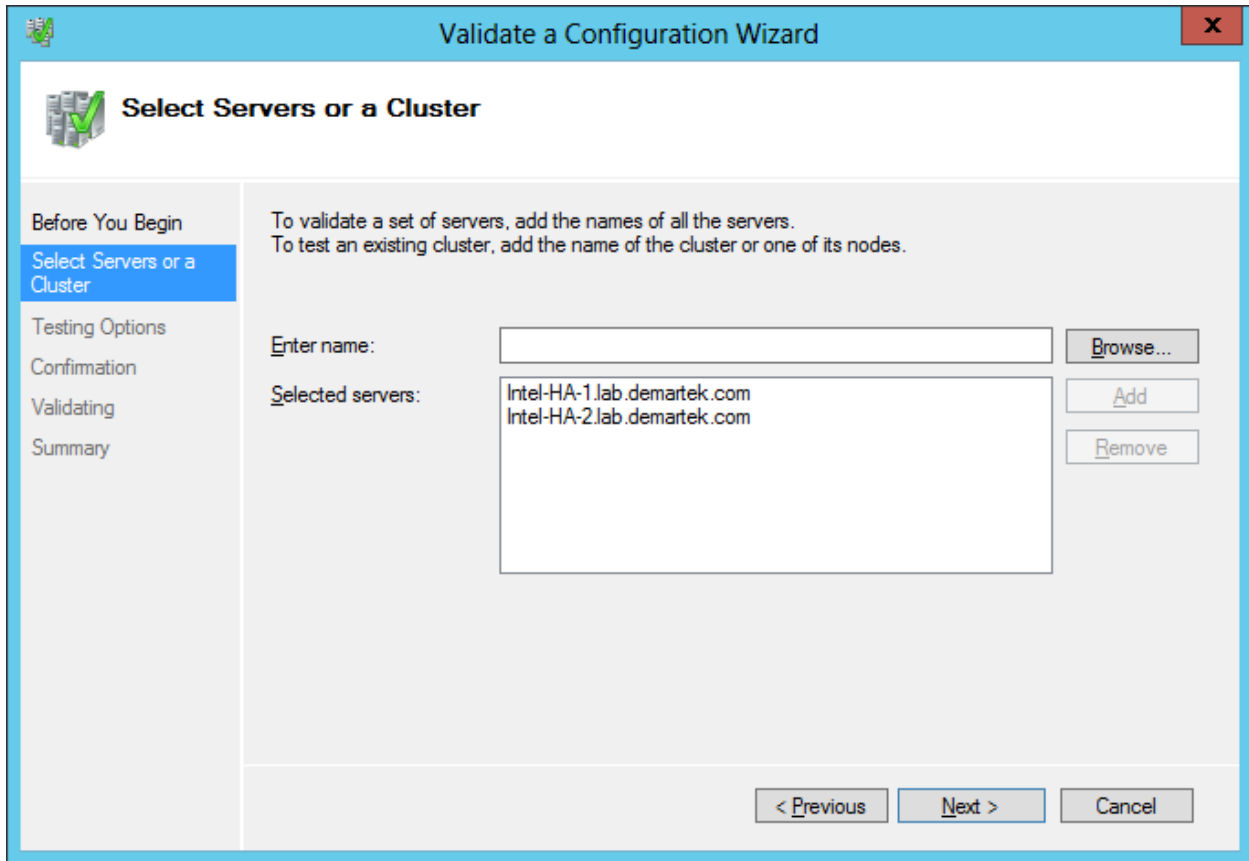 Validate a Configuration Wizard
x
Select Servers or a Cluster
Before You Begin
Select Servers or a
Cluster
Testing Options
Confirmation
Validating
Summary
To validate a set of servers, add the names of all the servers.
To test an existing cluster, add the name of the cluster or one of its nodes.
Enter name:
Browse...
Selected servers:
Intel-HA-1.lab.demartek.com
Intel-HA-2.lab.demartek.com
Add
Remove
< Previous
Next >
Cancel